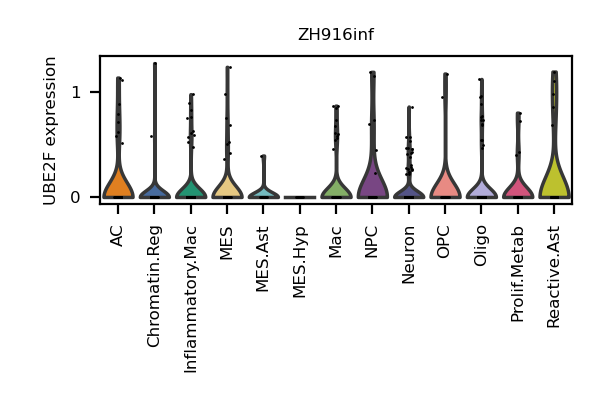 ZH916inf
UBE2F expression
1
0
AC
Chromatin.Reg
Inflammatory.Mac
MES
MES.Ast
MES.Hyp
Mac
NPC
Neuron
OPC
Oligo
Prolif.Metab
Reactive.Ast